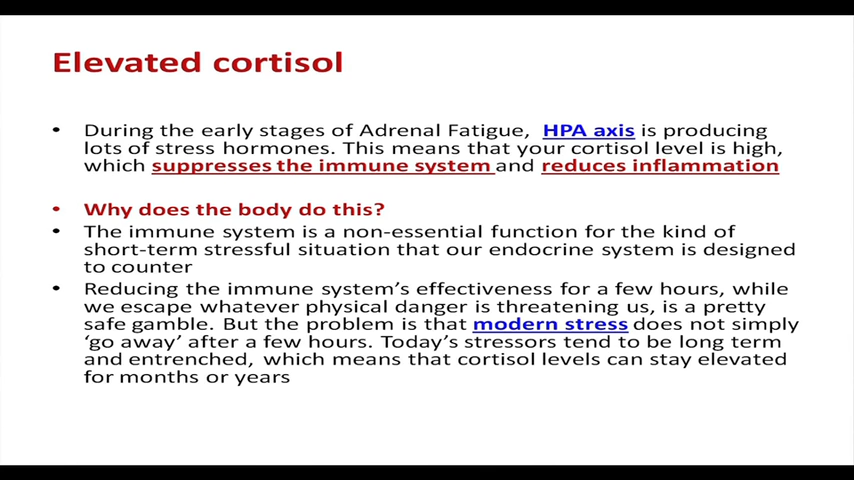 Elevated cortisol
• During the early stages of Adrenal Fatigue, HPA axis is producing
lots of stress hormones. This means that your cortisol level is high,
which suppresses the immune system and reduces inflammation
• Why does the body do this?
• The immune system is a non-essential function for the kind of
short-term stressful situation that our endocrine system is designed
to counter
• Reducing the immune system's effectiveness for a few hours, while
we escape whatever physical danger is threatening us, is a pretty
safe gamble. But the problem is that modern stress does not simply
‘go away’ after a few hours. Today's stressors tend to be long term
and entrenched, which means that cortisol levels can stay elevated
for months or years